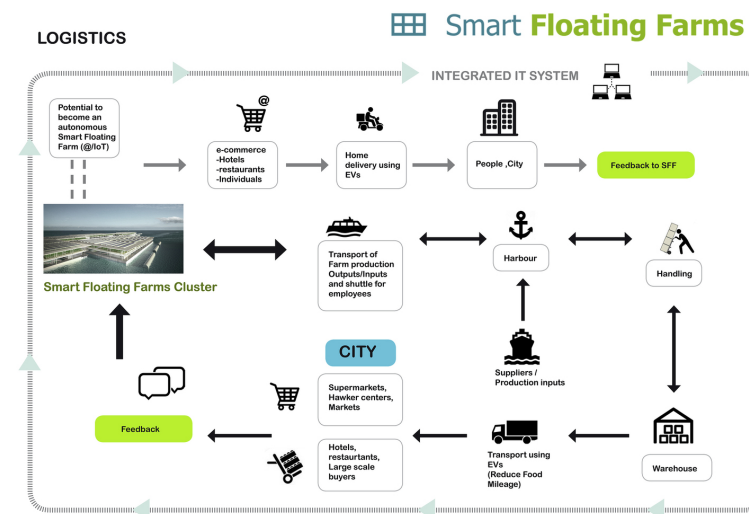 LOGISTICS
Smart Floating Farms
INTEGRATED IT SYSTEM
Potential to
become an
autonomous
Smart Floating
Farm (@/IoT)
@
e-commerce
-Hotels
-restaurants
-Individuals
Home
delivery using
EVs
People ,City
Feedback to SFF
Smart Floating Farms Cluster
Transport of
Farm production
Outputs/Inputs
and shuttle for
employees
Harbour
Handling
Suppliers /
Production inputs
CITY
Supermarkets,
Hawker centers,
Markets
Feedback
Hotels,
restaurtants,
Large scale
buyers
Transport using
EVs
(Reduce Food
Mileage)
Warehouse